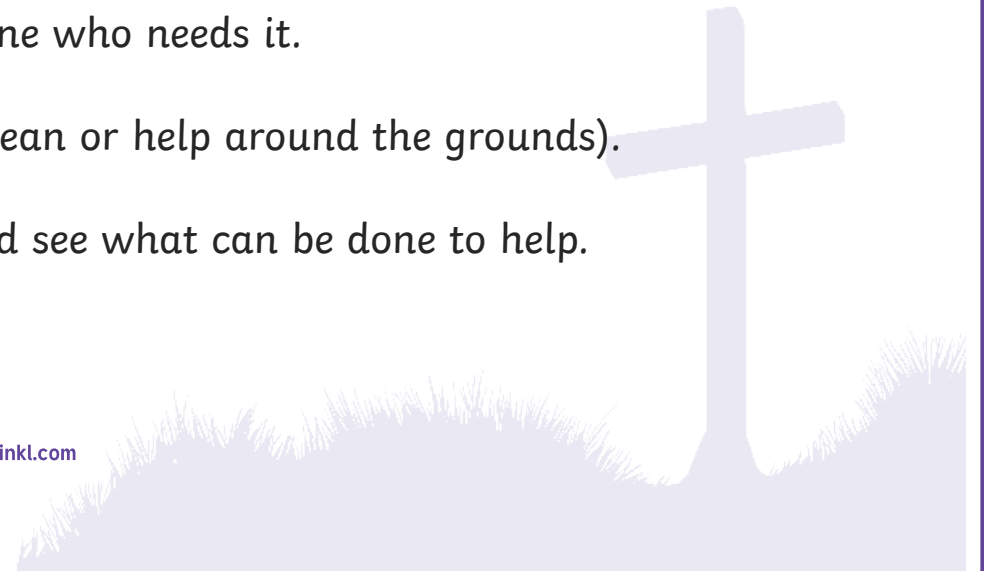 ne who needs it.
ean or help around the grounds).
d see what can be done to help.
inkl.com